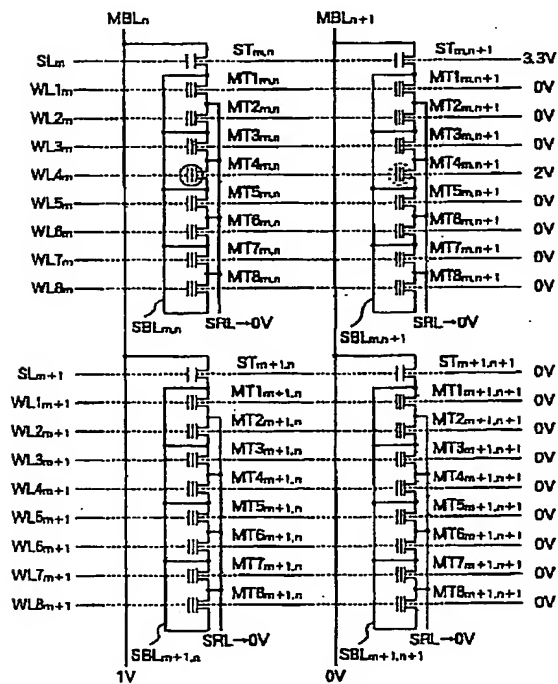 MBLn MBLn+1
SLm STm,n STm,n+1 3.3V
WL1m MT1m,n MT1m,n+1 0V
WL2m MT2m,n MT2m,n+1 0V
WL3m MT3m,n MT3m,n+1 0V
WL4m MT4m,n MT4m,n+1 2V
WL5m MT5m,n MT5m,n+1 0V
WL6m MT6m,n MT6m,n+1 0V
WL7m MT7m,n MT7m,n+1 0V
WL8m MT8m,n MT8m,n+1 0V
SBLm,n SRL→0V SBLm,n+1 SRL→0V
SLm+1 STm+1,n STm+1,n+1 0V
WL1m+1 MT1m+1,n MT1m+1,n+1 0V
WL2m+1 MT2m+1,n MT2m+1,n+1 0V
WL3m+1 MT3m+1,n MT3m+1,n+1 0V
WL4m+1 MT4m+1,n MT4m+1,n+1 0V
WL5m+1 MT5m+1,n MT5m+1,n+1 0V
WL6m+1 MT6m+1,n MT6m+1,n+1 0V
WL7m+1 MT7m+1,n MT7m+1,n+1 0V
WL8m+1 MT8m+1,n MT8m+1,n+1 0V
SBLm+1,n SRL→0V SBLm+1,n+1 SRL→0V
1V 0V